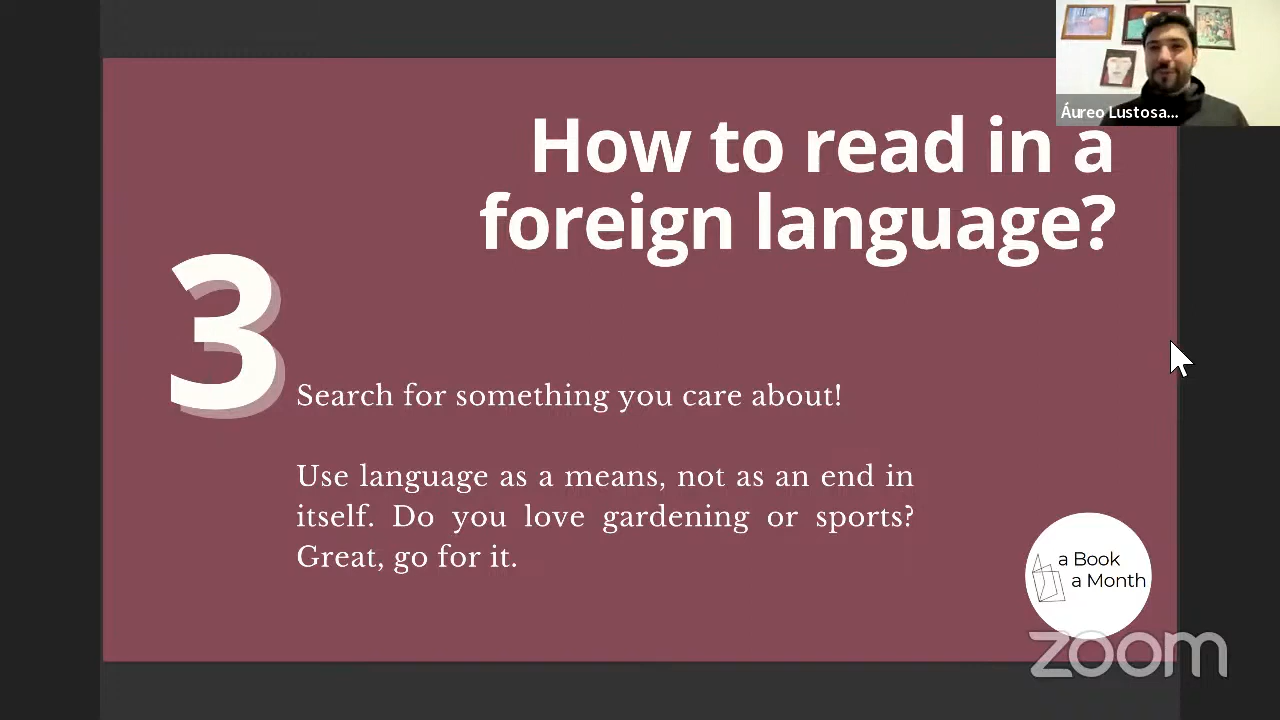 Áureo Lustosa...
How to read in a
foreign language?
3
Search for something you care about!
Use language as a means, not as an end in
itself. Do you love gardening or sports?
Great, go for it.
a Book
a Month
zoom